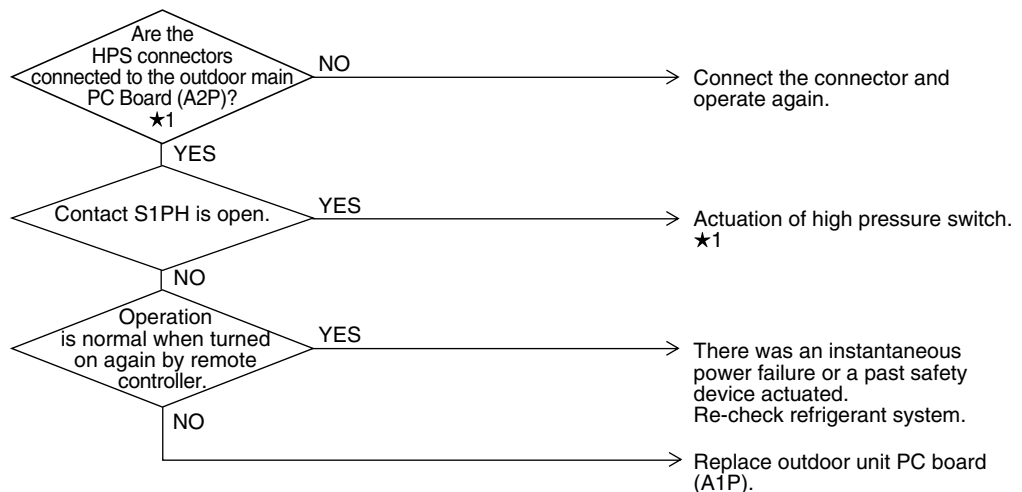 Are the
HPS connectors
connected to the outdoor main
PC Board (A2P)?
★1
NO
Connect the connector and
operate again.
YES
Contact S1PH is open.
YES
Actuation of high pressure switch.
★1
NO
Operation
is normal when turned
on again by remote
controller.
YES
There was an instantaneous
power failure or a past safety
device actuated.
Re-check refrigerant system.
NO
Replace outdoor unit PC board
(A1P).